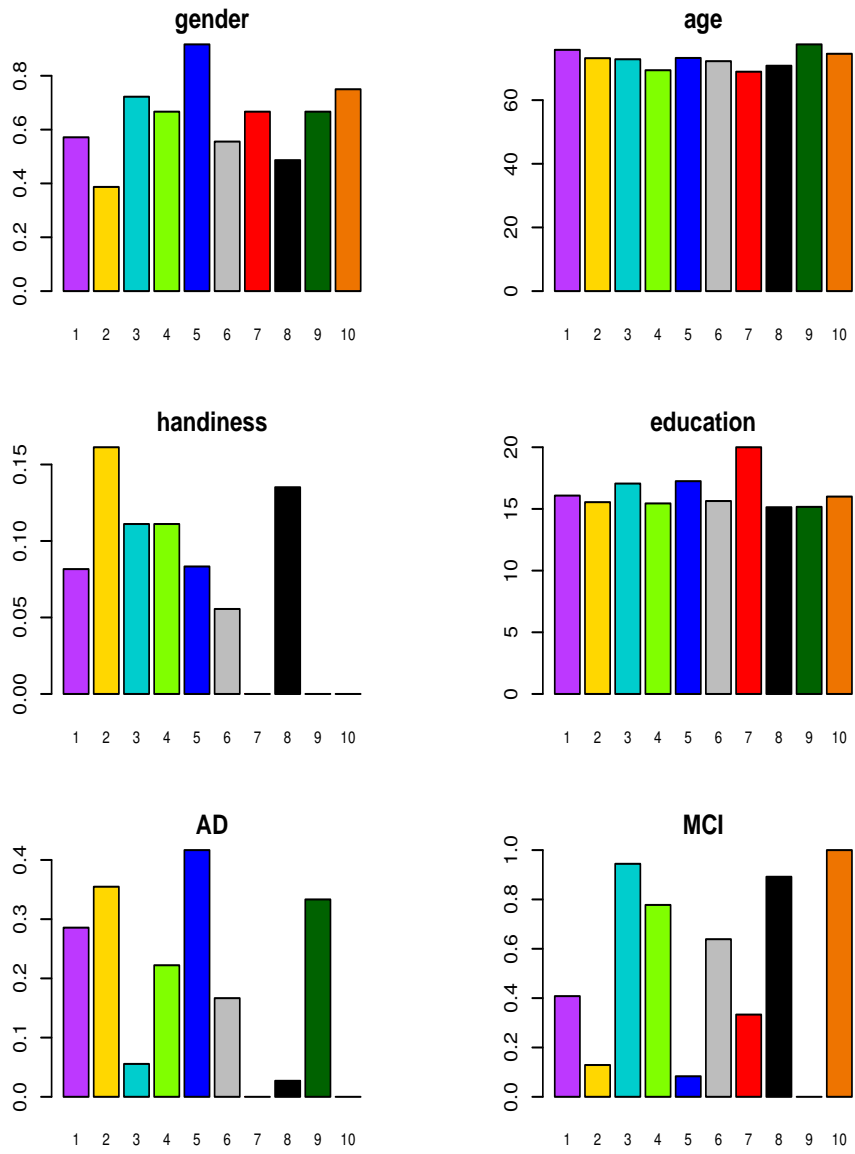 gender
0.0 0.2 0.4 0.6 0.8
1 2 3 4 5 6 7 8 9 10
age
0 20 40 60
1 2 3 4 5 6 7 8 9 10
handiness
0.00 0.05 0.10 0.15
1 2 3 4 5 6 7 8 9 10
education
0 5 10 15 20
1 2 3 4 5 6 7 8 9 10
AD
0.0 0.1 0.2 0.3 0.4
1 2 3 4 5 6 7 8 9 10
MCI
0.0 0.2 0.4 0.6 0.8 1.0
1 2 3 4 5 6 7 8 9 10